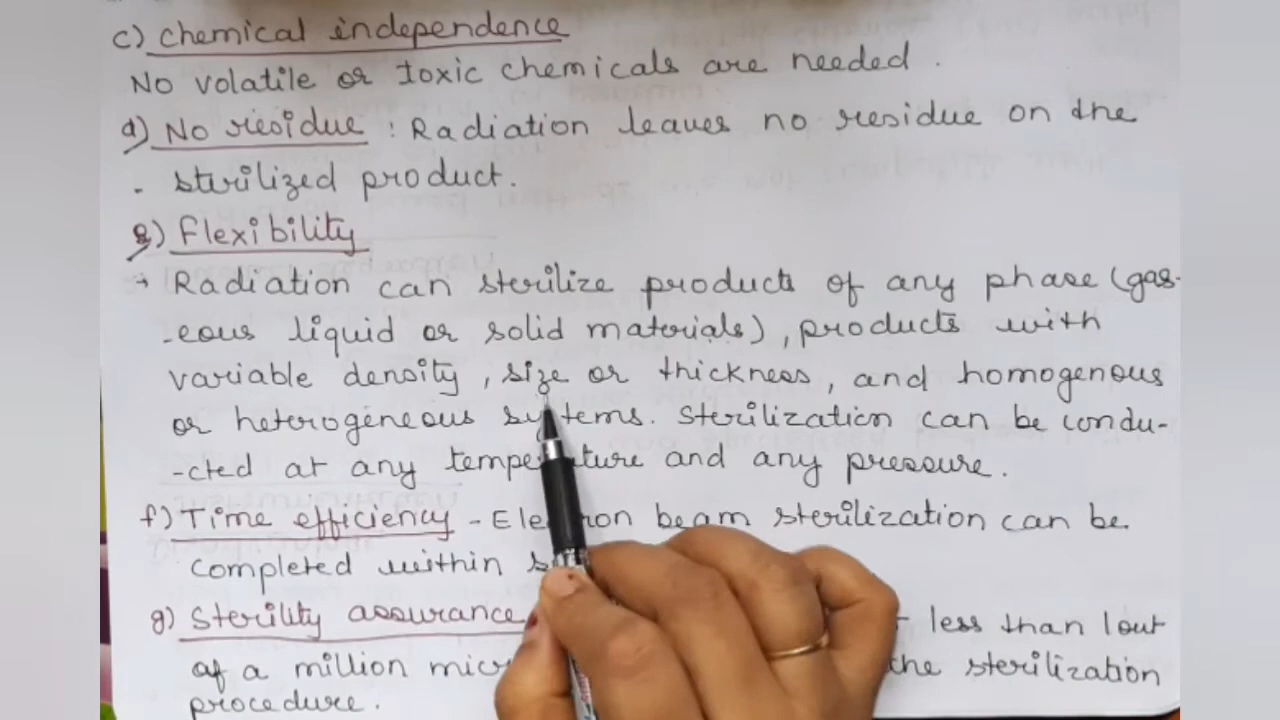 c) Chemical independence
No volatile or toxic chemicals are needed.
d) No residue : Radiation leaves no residue on the
. sterilized product.
e) Flexibility
→ Radiation can sterilize products of any phase (gas-
-eous liquid or solid materials), products with
variable density, size or thickness, and homogenous
or heterogeneous systems. Sterilization can be condu-
-cted at any temperature and any pressure.
f) Time efficiency - Electron beam sterilization can be
completed within
g) Sterility assurance less than 1 out
of a million the sterilization
procedure.